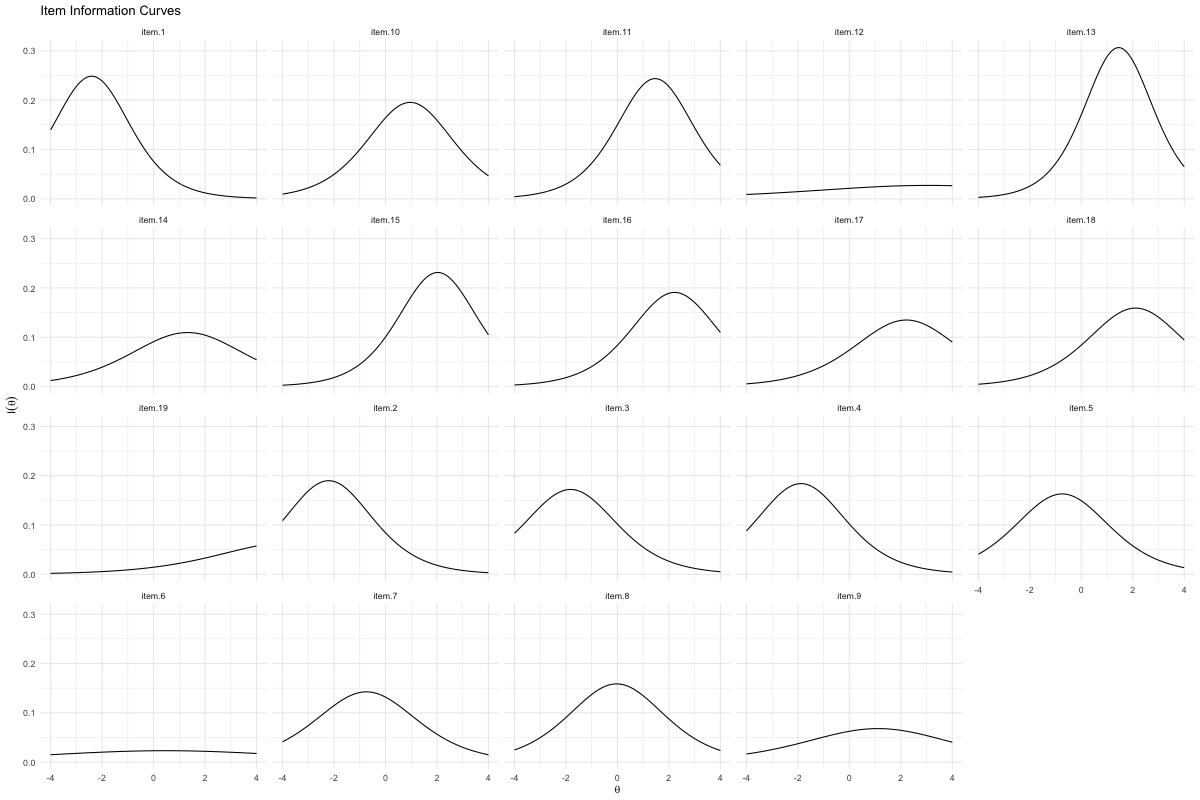 Item Information Curves
item.1 item.10 item.11 item.12 item.13
0.3
0.2
0.1
0.0
item.14 item.15 item.16 item.17 item.18
0.3
0.2
0.1
0.0
I(θ)
item.19 item.2 item.3 item.4 item.5
0.3
0.2
0.1
0.0
-4 -2 0 2 4
item.6 item.7 item.8 item.9
0.3
0.2
0.1
0.0
-4 -2 0 2 4 -4 -2 0 2 4 -4 -2 0 2 4 -4 -2 0 2 4
θ